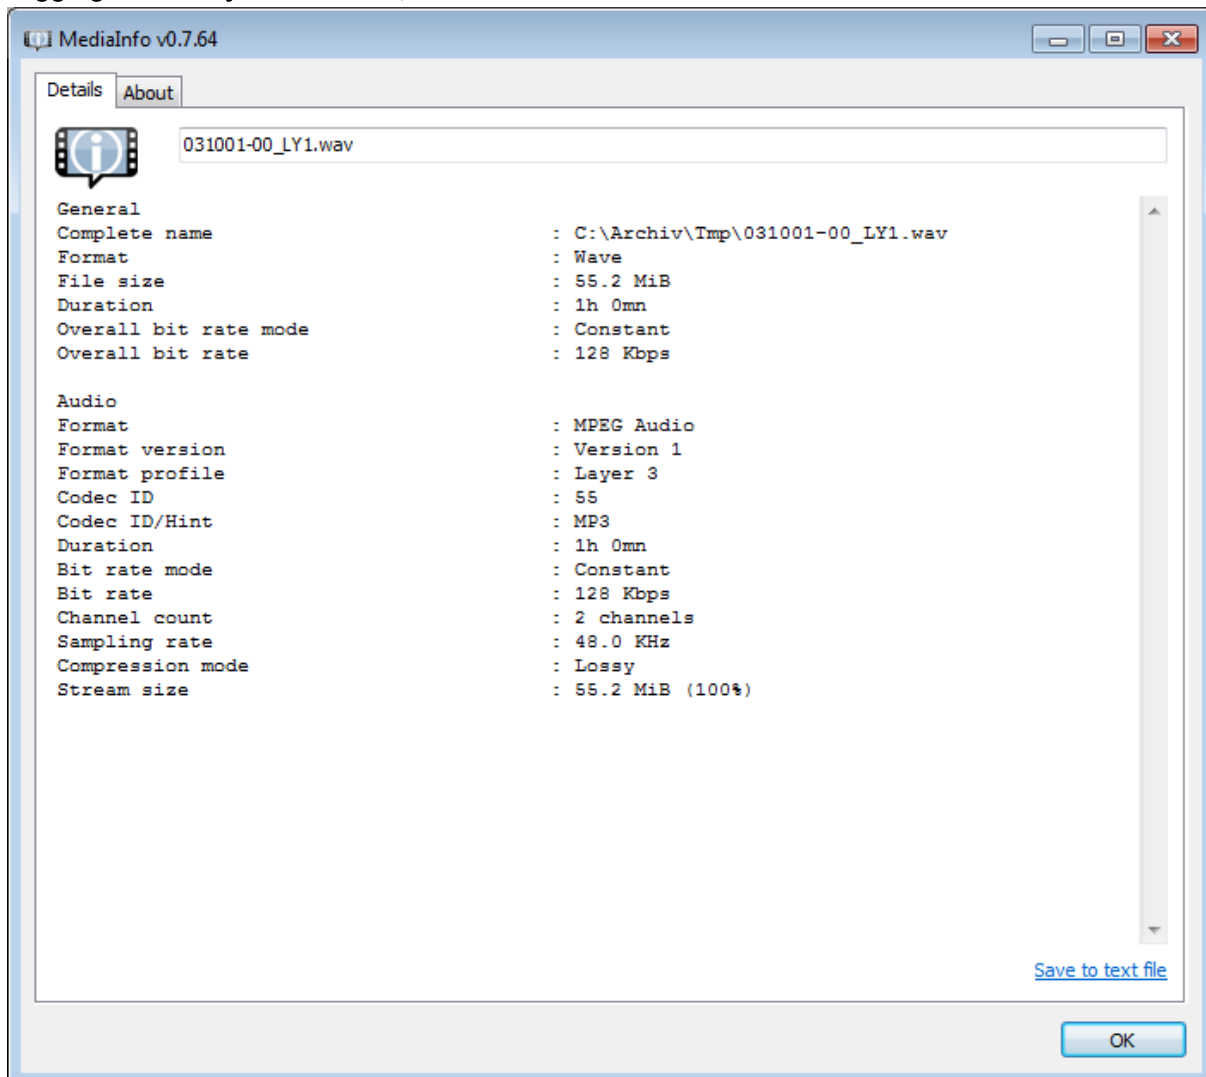 MediaInfo v0.7.64
Details About
031001-00_LY1.wav
General
Complete name : C:\Archiv\Tmp\031001-00_LY1.wav
Format : Wave
File size : 55.2 MiB
Duration : 1h 0mn
Overall bit rate mode : Constant
Overall bit rate : 128 Kbps
Audio
Format : MPEG Audio
Format version : Version 1
Format profile : Layer 3
Codec ID : 55
Codec ID/Hint : MP3
Duration : 1h 0mn
Bit rate mode : Constant
Bit rate : 128 Kbps
Channel count : 2 channels
Sampling rate : 48.0 KHz
Compression mode : Lossy
Stream size : 55.2 MiB (100%)
Save to text file
OK